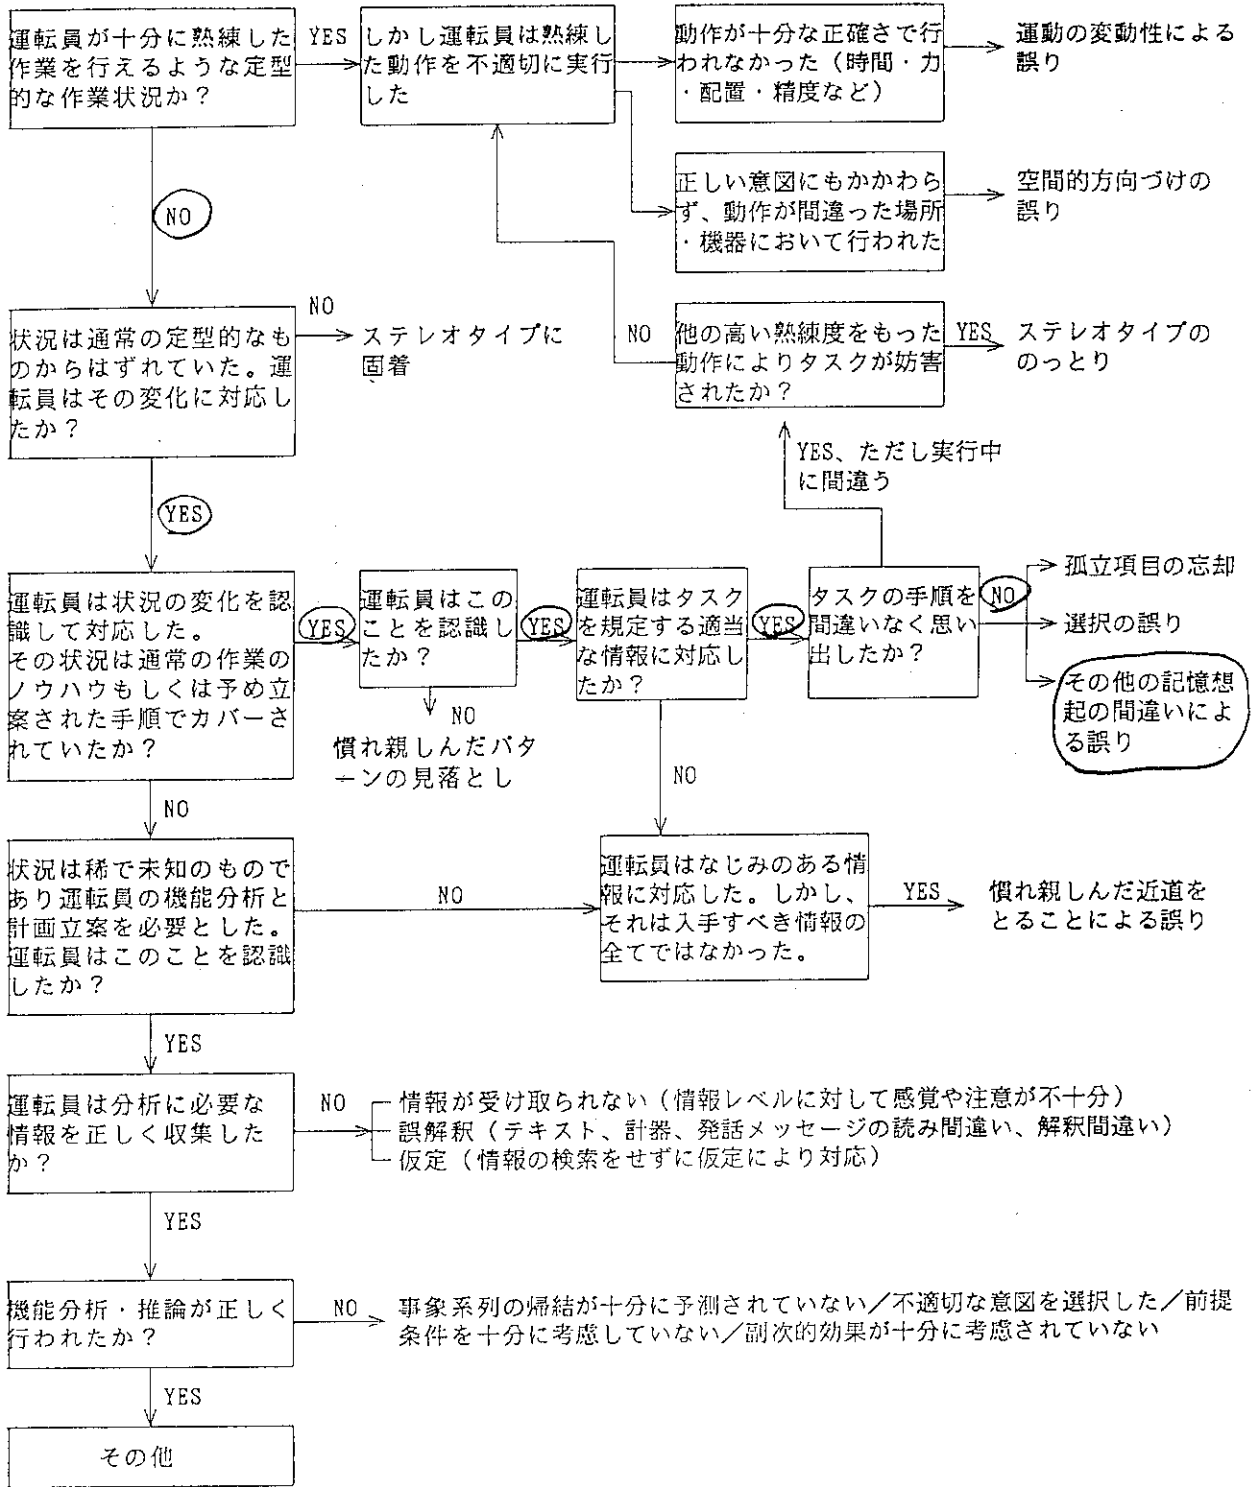 運転員が十分に熟練した
作業を行えるような定型
的な作業状況か?
YES
しかし運転員は熟練し
た動作を不適切に実行
した
動作が十分な正確さで行
われなかった(時間・力
・配置・精度など)
運動の変動性による
誤り
正しい意図にもかかわら
ず、動作が間違った場所
・機器において行われた
空間的方向づけの
誤り
NO
状況は通常の定型的なも
のからはずれていた。運
転員はその変化に対応し
たか?
NO
ステレオタイプに
固着
NO
他の高い熟練度をもった
動作によりタスクが妨害
されたか?
YES
ステレオタイプの
のっとり
YES、ただし実行中
に間違う
YES
運転員は状況の変化を認
識して対応した。
その状況は通常の作業の
ノウハウもしくは予め立
案された手順でカバーさ
れていたか?
YES
運転員はこの
ことを認識し
たか?
YES
運転員はタスク
を規定する適当
な情報に対応し
たか?
YES
タスクの手順を
間違いなく思い
出したか?
NO
孤立項目の忘却
選択の誤り
その他の記憶想
起の間違いによ
る誤り
NO
慣れ親しんだパタ
ーンの見落とし
NO
NO
状況は稀で未知のもので
あり運転員の機能分析と
計画立案を必要とした。
運転員はこのことを認識
したか?
NO
運転員はなじみのある情
報に対応した。しかし、
それは入手すべき情報の
全てではなかった。
YES
慣れ親しんだ近道を
とることによる誤り
YES
運転員は分析に必要な
情報を正しく収集した
か?
NO
情報が受け取られない(情報レベルに対して感覚や注意が不十分)
誤解釈(テキスト、計器、発話メッセージの読み間違い、解釈間違い)
仮定(情報の検索をせずに仮定により対応)
YES
機能分析・推論が正しく
行われたか?
NO
事象系列の帰結が十分に予測されていない/不適切な意図を選択した/前提
条件を十分に考慮していない/副次的効果が十分に考慮されていない
YES
その他